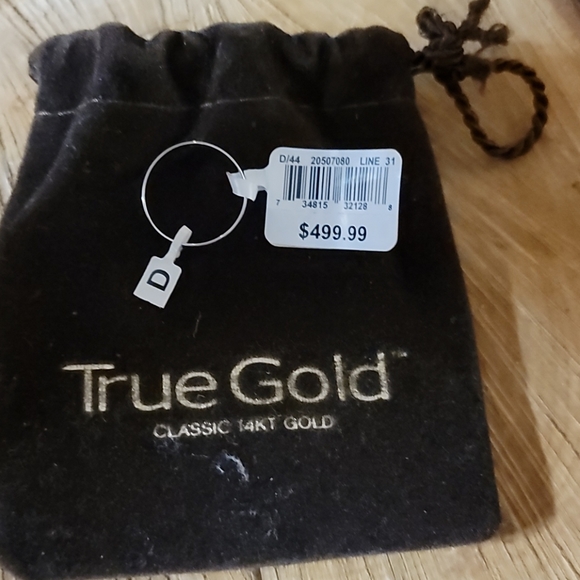 D/44 20507080 LINE 31
7 34815 32128 8
$499.99
D
True Gold™
CLASSIC 14KT GOLD